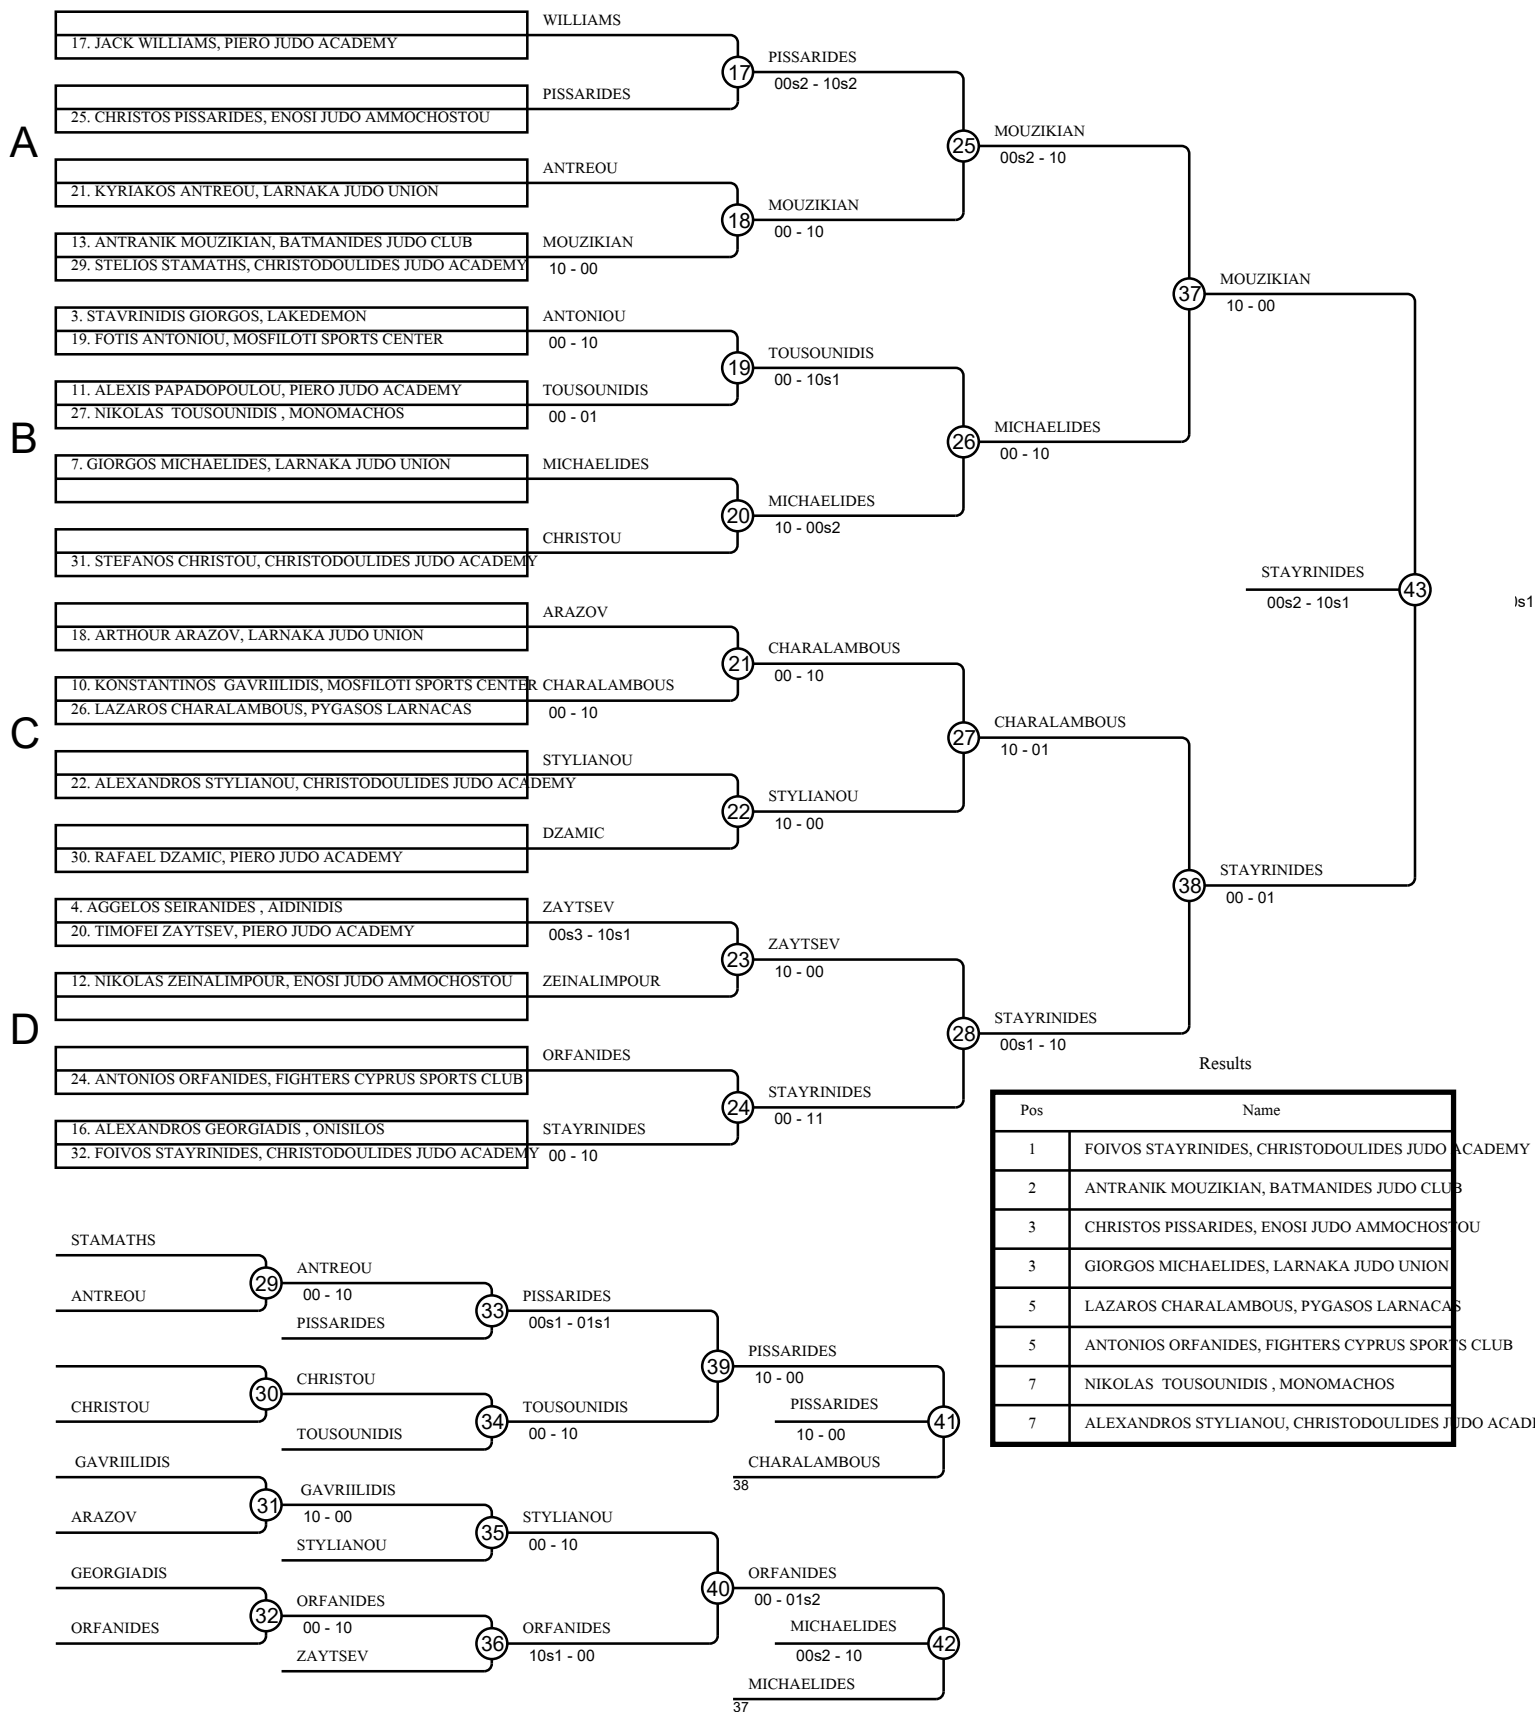 WILLIAMS
17. JACK WILLIAMS, PIERO JUDO ACADEMY
17
PISSARIDES
00s2 - 10s2
PISSARIDES
25. CHRISTOS PISSARIDES, ENOSI JUDO AMMOCHOSTOU
A
25
MOUZIKIAN
00s2 - 10
ANTREOU
21. KYRIAKOS ANTREOU, LARNAKA JUDO UNION
18
MOUZIKIAN
00 - 10
13. ANTRANIK MOUZIKIAN, BATMANIDES JUDO CLUB
MOUZIKIAN
29. STELIOS STAMATHS, CHRISTODOULIDES JUDO ACADEMY
10 - 00
37
MOUZIKIAN
10 - 00
3. STAVRINIDIS GIORGOS, LAKEDEMON
ANTONIOU
19. FOTIS ANTONIOU, MOSFILOTI SPORTS CENTER
00 - 10
19
TOUSOUNIDIS
00 - 10s1
11. ALEXIS PAPADOPOULOU, PIERO JUDO ACADEMY
TOUSOUNIDIS
27. NIKOLAS TOUSOUNIDIS , MONOMACHOS
00 - 01
B
26
MICHAELIDES
00 - 10
7. GIORGOS MICHAELIDES, LARNAKA JUDO UNION
MICHAELIDES
20
MICHAELIDES
10 - 00s2
CHRISTOU
31. STEFANOS CHRISTOU, CHRISTODOULIDES JUDO ACADEMY
STAYRINIDES
43
00s2 - 10s1
s1
ARAZOV
18. ARTHOUR ARAZOV, LARNAKA JUDO UNION
21
CHARALAMBOUS
00 - 10
10. KONSTANTINOS GAVRIILIDIS, MOSFILOTI SPORTS CENTER
CHARALAMBOUS
26. LAZAROS CHARALAMBOUS, PYGASOS LARNACAS
00 - 10
C
27
CHARALAMBOUS
10 - 01
STYLIANOU
22. ALEXANDROS STYLIANOU, CHRISTODOULIDES JUDO ACADEMY
22
STYLIANOU
10 - 00
DZAMIC
30. RAFAEL DZAMIC, PIERO JUDO ACADEMY
38
STAYRINIDES
00 - 01
4. AGGELOS SEIRANIDES , AIDINIDIS
ZAYTSEV
20. TIMOFEI ZAYTSEV, PIERO JUDO ACADEMY
00s3 - 10s1
23
ZAYTSEV
10 - 00
12. NIKOLAS ZEINALIMPOUR, ENOSI JUDO AMMOCHOSTOU
ZEINALIMPOUR
D
28
STAYRINIDES
00s1 - 10
ORFANIDES
24. ANTONIOS ORFANIDES, FIGHTERS CYPRUS SPORTS CLUB
24
STAYRINIDES
00 - 11
16. ALEXANDROS GEORGIADIS , ONISILOS
STAYRINIDES
32. FOIVOS STAYRINIDES, CHRISTODOULIDES JUDO ACADEMY
00 - 10
Results
Pos Name
1 FOIVOS STAYRINIDES, CHRISTODOULIDES JUDO ACADEMY
2 ANTRANIK MOUZIKIAN, BATMANIDES JUDO CLUB
3 CHRISTOS PISSARIDES, ENOSI JUDO AMMOCHOSTOU
3 GIORGOS MICHAELIDES, LARNAKA JUDO UNION
5 LAZAROS CHARALAMBOUS, PYGASOS LARNACAS
5 ANTONIOS ORFANIDES, FIGHTERS CYPRUS SPORTS CLUB
7 NIKOLAS TOUSOUNIDIS , MONOMACHOS
7 ALEXANDROS STYLIANOU, CHRISTODOULIDES JUDO
STAMATHS
29
ANTREOU
00 - 10
ANTREOU
33
PISSARIDES
00s1 - 01s1
PISSARIDES
39
PISSARIDES
10 - 00
30
CHRISTOU
CHRISTOU
34
TOUSOUNIDIS
00 - 10
TOUSOUNIDIS
PISSARIDES
41
10 - 00
CHARALAMBOUS
38
GAVRIILIDIS
31
GAVRIILIDIS
10 - 00
ARAZOV
35
STYLIANOU
00 - 10
STYLIANOU
40
ORFANIDES
00 - 01s2
GEORGIADIS
32
ORFANIDES
00 - 10
ORFANIDES
36
ORFANIDES
10s1 - 00
ZAYTSEV
MICHAELIDES
42
00s2 - 10
MICHAELIDES
37